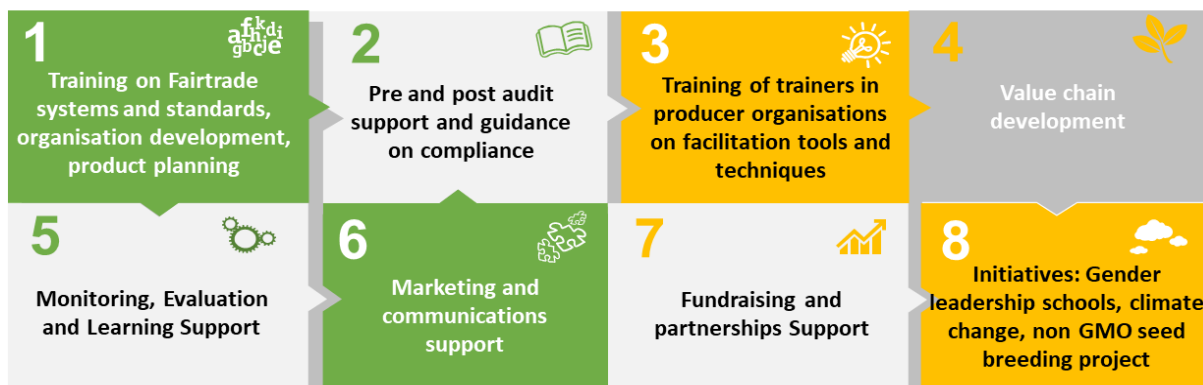 1
afkdi
gbcje
Training on Fairtrade
systems and standards,
organisation development,
product planning
2
Pre and post audit
support and guidance
on compliance
3
Training of trainers in
producer organisations
on facilitation tools and
techniques
4
Value chain
development
5
Monitoring, Evaluation
and Learning Support
6
Marketing and
communications
support
7
Fundraising and
partnerships Support
8
Initiatives: Gender
leadership schools, climate
change, non GMO seed
breeding project